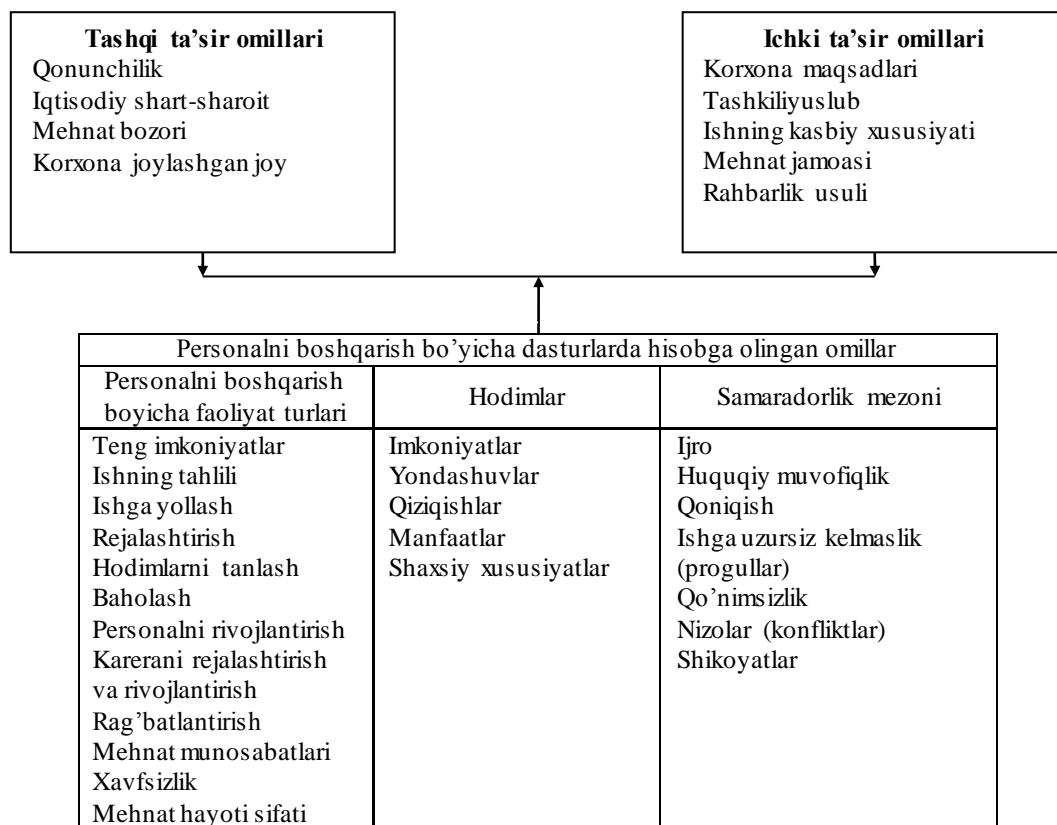 Tashqi ta’sir omillari
Qonunchilik
Iqtisodiy shart-sharoit
Mehnat bozori
Korxona joylashgan joy
Ichki ta’sir omillari
Korxona maqsadlari
Tashkiliyuslub
Ishning kasbiy xususiyati
Mehnat jamoasi
Rahbarlik usuli
Personalni boshqarish bo’yicha dasturlarda hisobga olingan omillar
Personalni boshqarish
boyicha faoliyat turlari
Hodimlar
Samaradorlik mezoni
Teng imkoniyatlar
Ishning tahlili
Ishga yollash
Rejalashtirish
Hodimlarni tanlash
Baholash
Personalni rivojlantirish
Karerani rejalashtirish
va rivojlantirish
Rag’batlantirish
Mehnat munosabatlari
Xavfsizlik
Mehnat hayoti sifati
Imkoniyatlar
Yondashuvlar
Qiziqishlar
Manfaatlar
Shaxsiy xususiyatlar
Ijro
Huquqiy muvofiqlik
Qoniqish
Ishga uzursiz kelmaslik
(progullar)
Qo’nimsizlik
Nizolar (konfliktlar)
Shikoyatlar